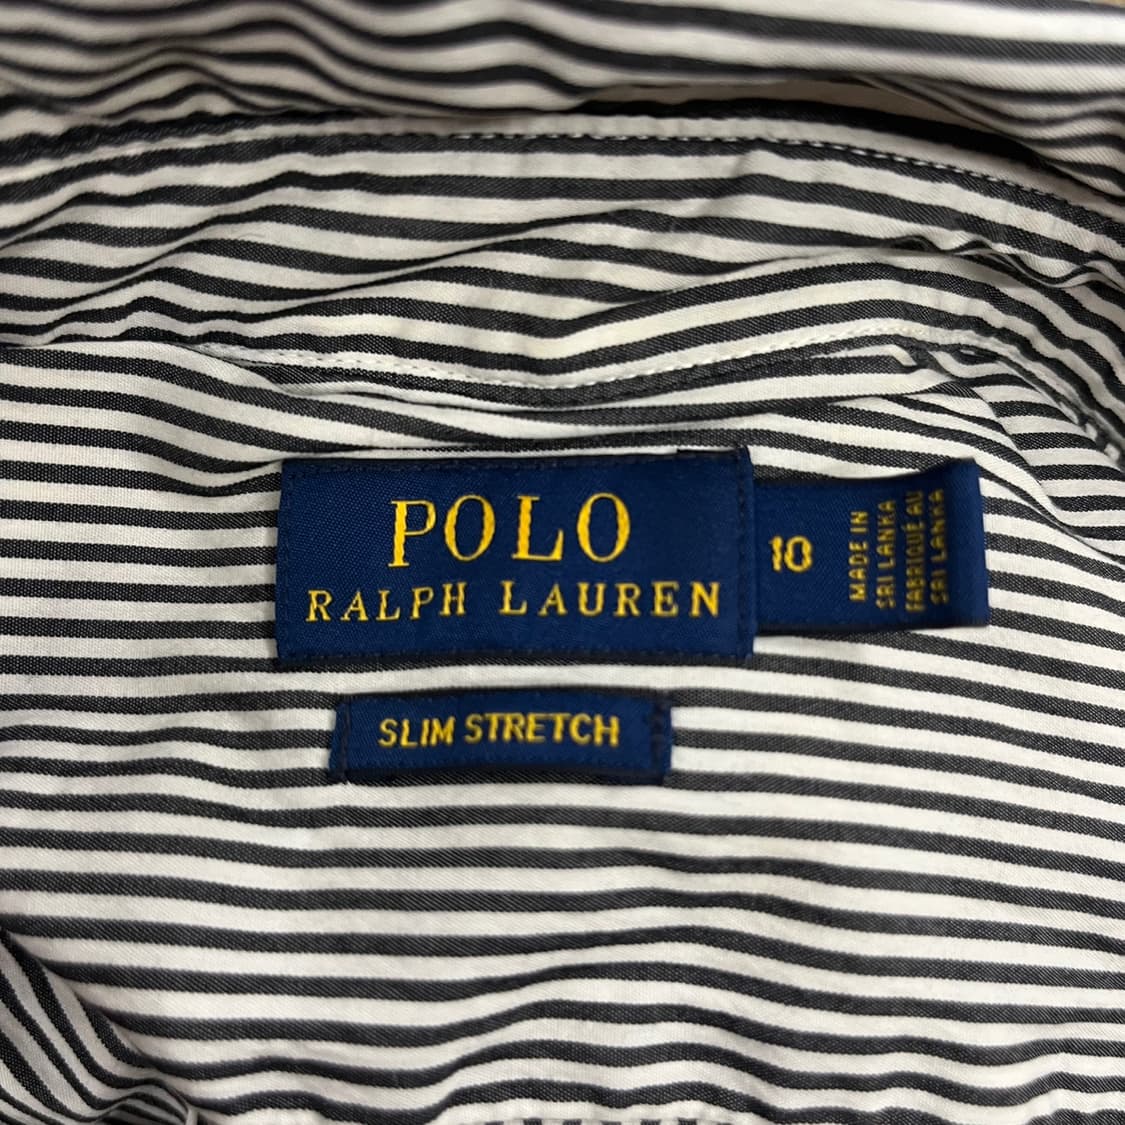 POLO
RALPH LAUREN
10
MADE IN
SRI LANKA
FABRIQUÉ AU
SRI LANKA
SLIM STRETCH